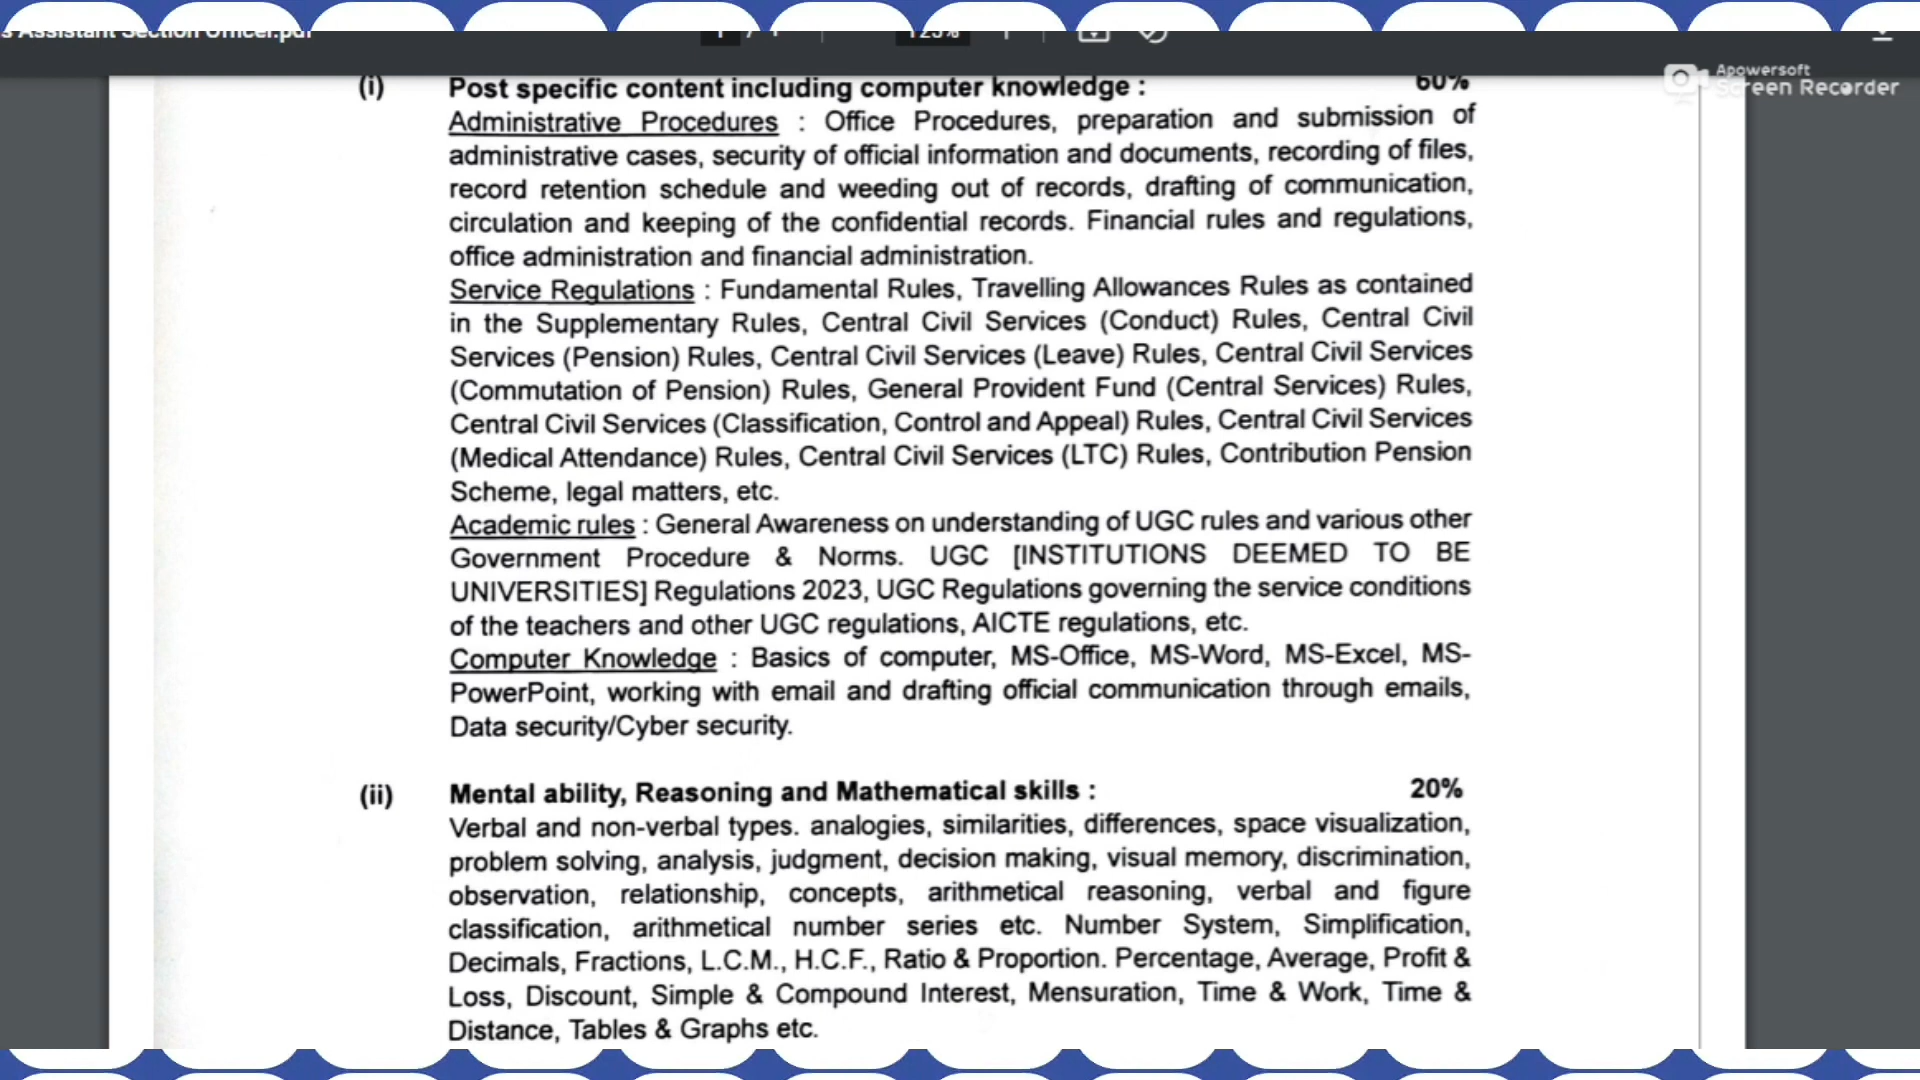 s Assistant Section Officer.pdf
125%
Apowersoft
Screen Recorder
(i) Post specific content including computer knowledge : 60%
Administrative Procedures : Office Procedures, preparation and submission of
administrative cases, security of official information and documents, recording of files,
record retention schedule and weeding out of records, drafting of communication,
circulation and keeping of the confidential records. Financial rules and regulations,
office administration and financial administration.
Service Regulations : Fundamental Rules, Travelling Allowances Rules as contained
in the Supplementary Rules, Central Civil Services (Conduct) Rules, Central Civil
Services (Pension) Rules, Central Civil Services (Leave) Rules, Central Civil Services
(Commutation of Pension) Rules, General Provident Fund (Central Services) Rules,
Central Civil Services (Classification, Control and Appeal) Rules, Central Civil Services
(Medical Attendance) Rules, Central Civil Services (LTC) Rules, Contribution Pension
Scheme, legal matters, etc.
Academic rules : General Awareness on understanding of UGC rules and various other
Government Procedure & Norms. UGC [INSTITUTIONS DEEMED TO BE
UNIVERSITIES] Regulations 2023, UGC Regulations governing the service conditions
of the teachers and other UGC regulations, AICTE regulations, etc.
Computer Knowledge : Basics of computer, MS-Office, MS-Word, MS-Excel, MS-
PowerPoint, working with email and drafting official communication through emails,
Data security/Cyber security.
(ii) Mental ability, Reasoning and Mathematical skills : 20%
Verbal and non-verbal types. analogies, similarities, differences, space visualization,
problem solving, analysis, judgment, decision making, visual memory, discrimination,
observation, relationship, concepts, arithmetical reasoning, verbal and figure
classification, arithmetical number series etc. Number System, Simplification,
Decimals, Fractions, L.C.M., H.C.F., Ratio & Proportion. Percentage, Average, Profit &
Loss, Discount, Simple & Compound Interest, Mensuration, Time & Work, Time &
Distance, Tables & Graphs etc.